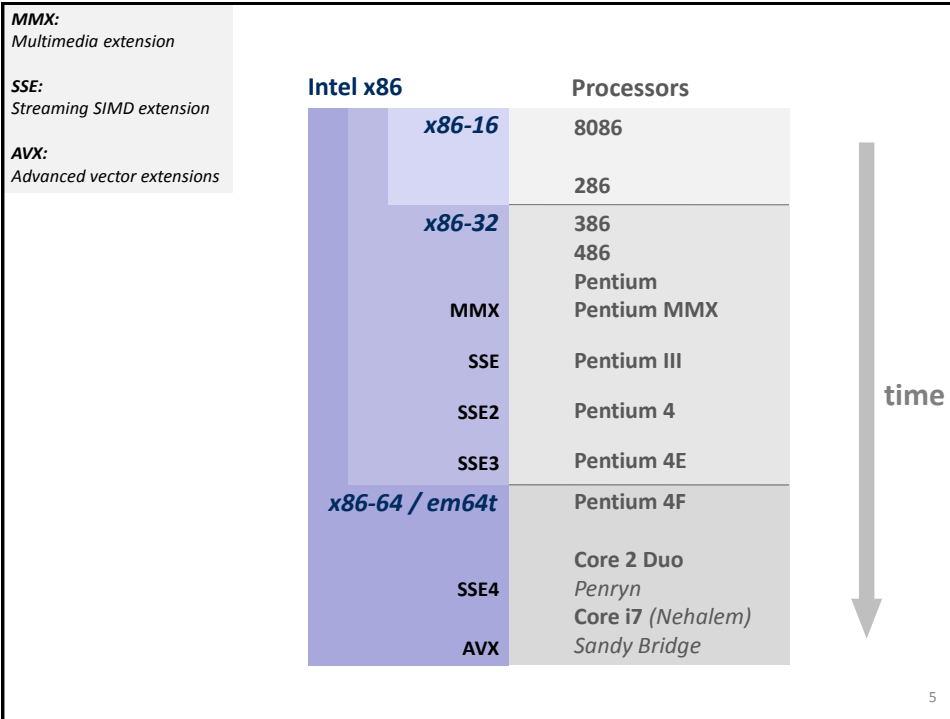 MMX:
Multimedia extension
SSE:
Streaming SIMD extension
AVX:
Advanced vector extensions
Intel x86 Processors
x86-16 8086
286
x86-32 386
486
Pentium
MMX Pentium MMX
SSE Pentium III
SSE2 Pentium 4
SSE3 Pentium 4E
x86-64 / em64t Pentium 4F
Core 2 Duo
SSE4 Penryn
Core i7 (Nehalem)
AVX Sandy Bridge
time
5